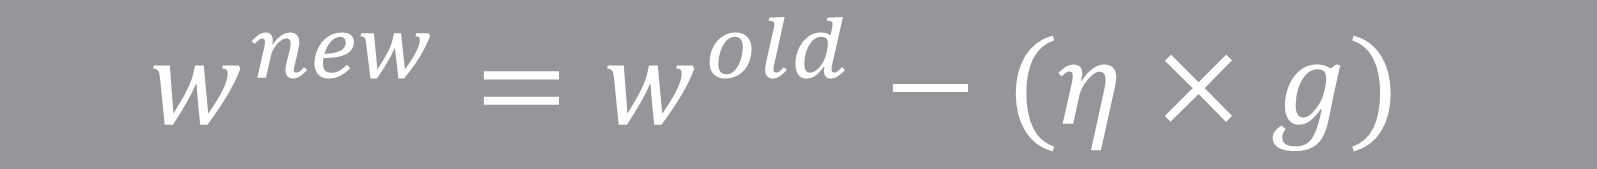 w^new = w^old − (η × g)